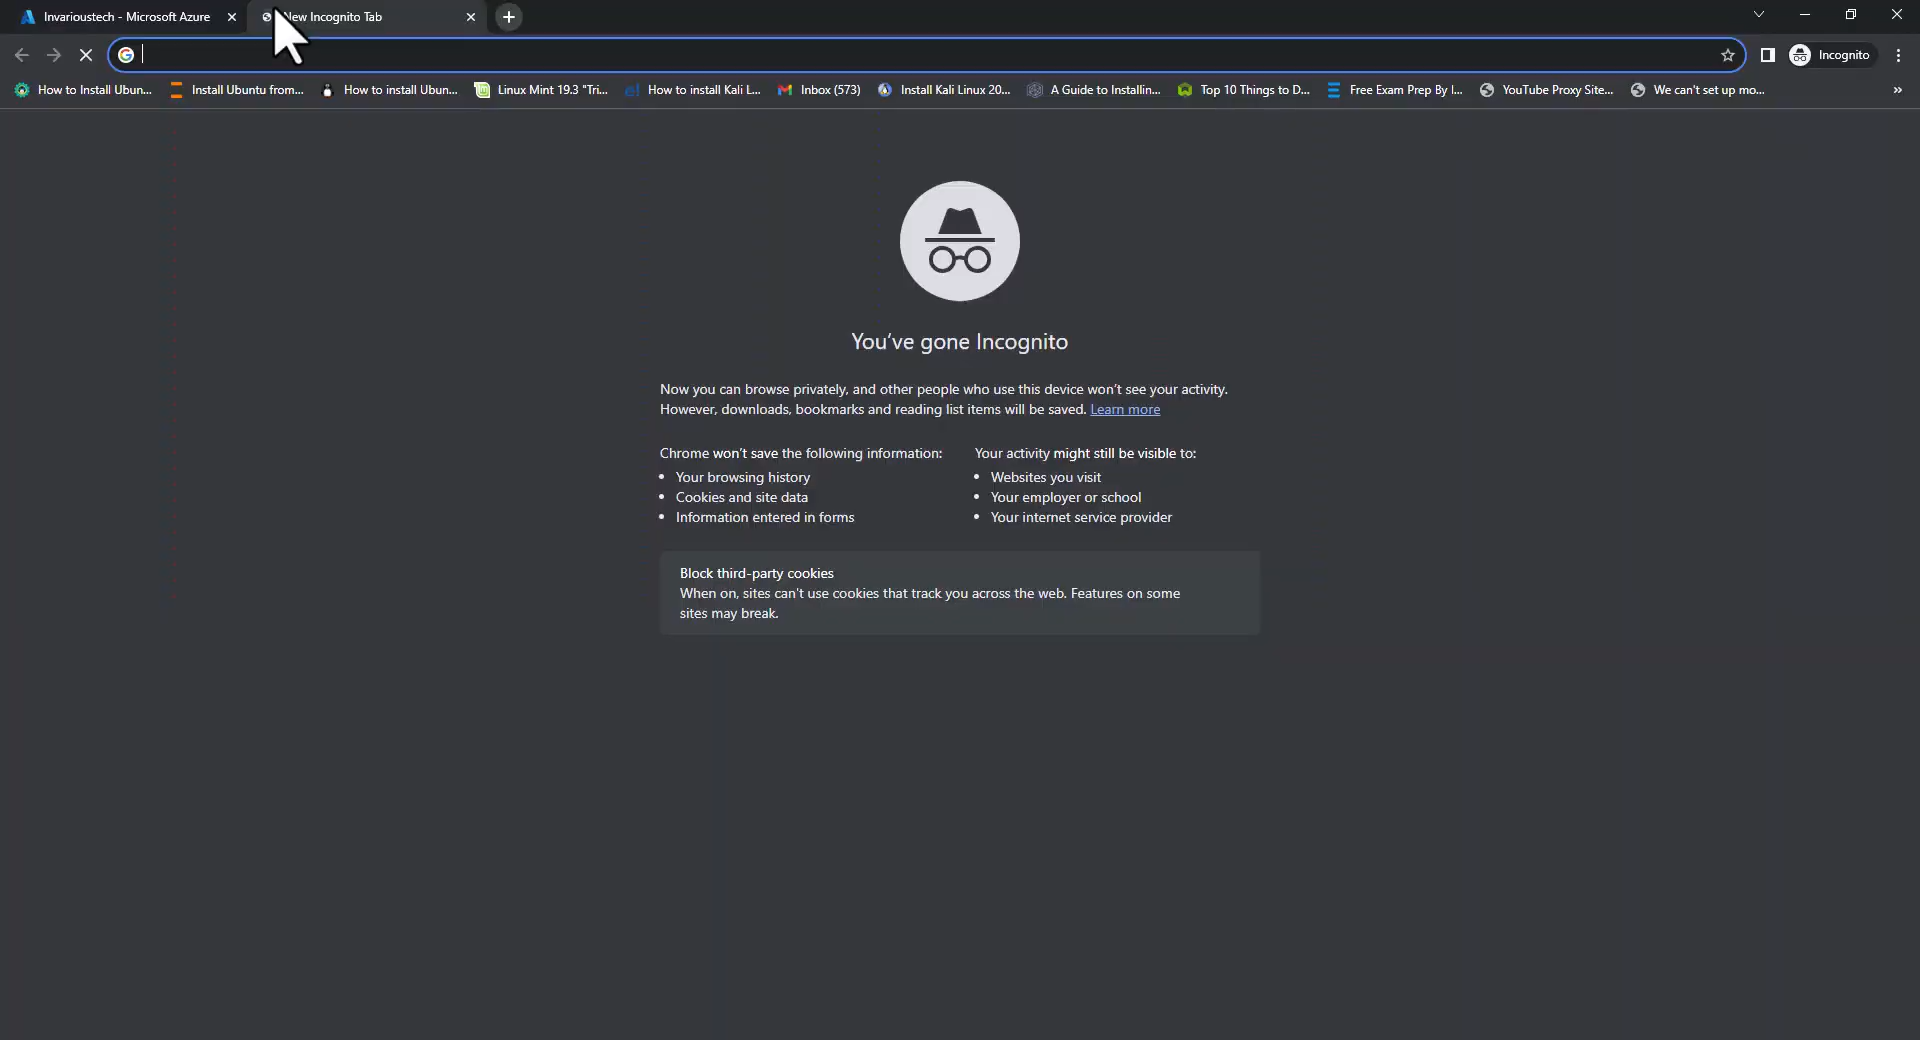 Invarioustech - Microsoft Azure
New Incognito Tab
Incognito
How to Install Ubun...
Install Ubuntu from...
How to install Ubun...
Linux Mint 19.3 "Tri...
How to install Kali L...
Inbox (573)
Install Kali Linux 20...
A Guide to Installin...
Top 10 Things to D...
Free Exam Prep By I...
YouTube Proxy Site...
We can't set up mo...
You've gone Incognito
Now you can browse privately, and other people who use this device won't see your activity.
However, downloads, bookmarks and reading list items will be saved. Learn more
Chrome won't save the following information:
Your browsing history
Cookies and site data
Information entered in forms
Your activity might still be visible to:
Websites you visit
Your employer or school
Your internet service provider
Block third-party cookies
When on, sites can't use cookies that track you across the web. Features on some
sites may break.